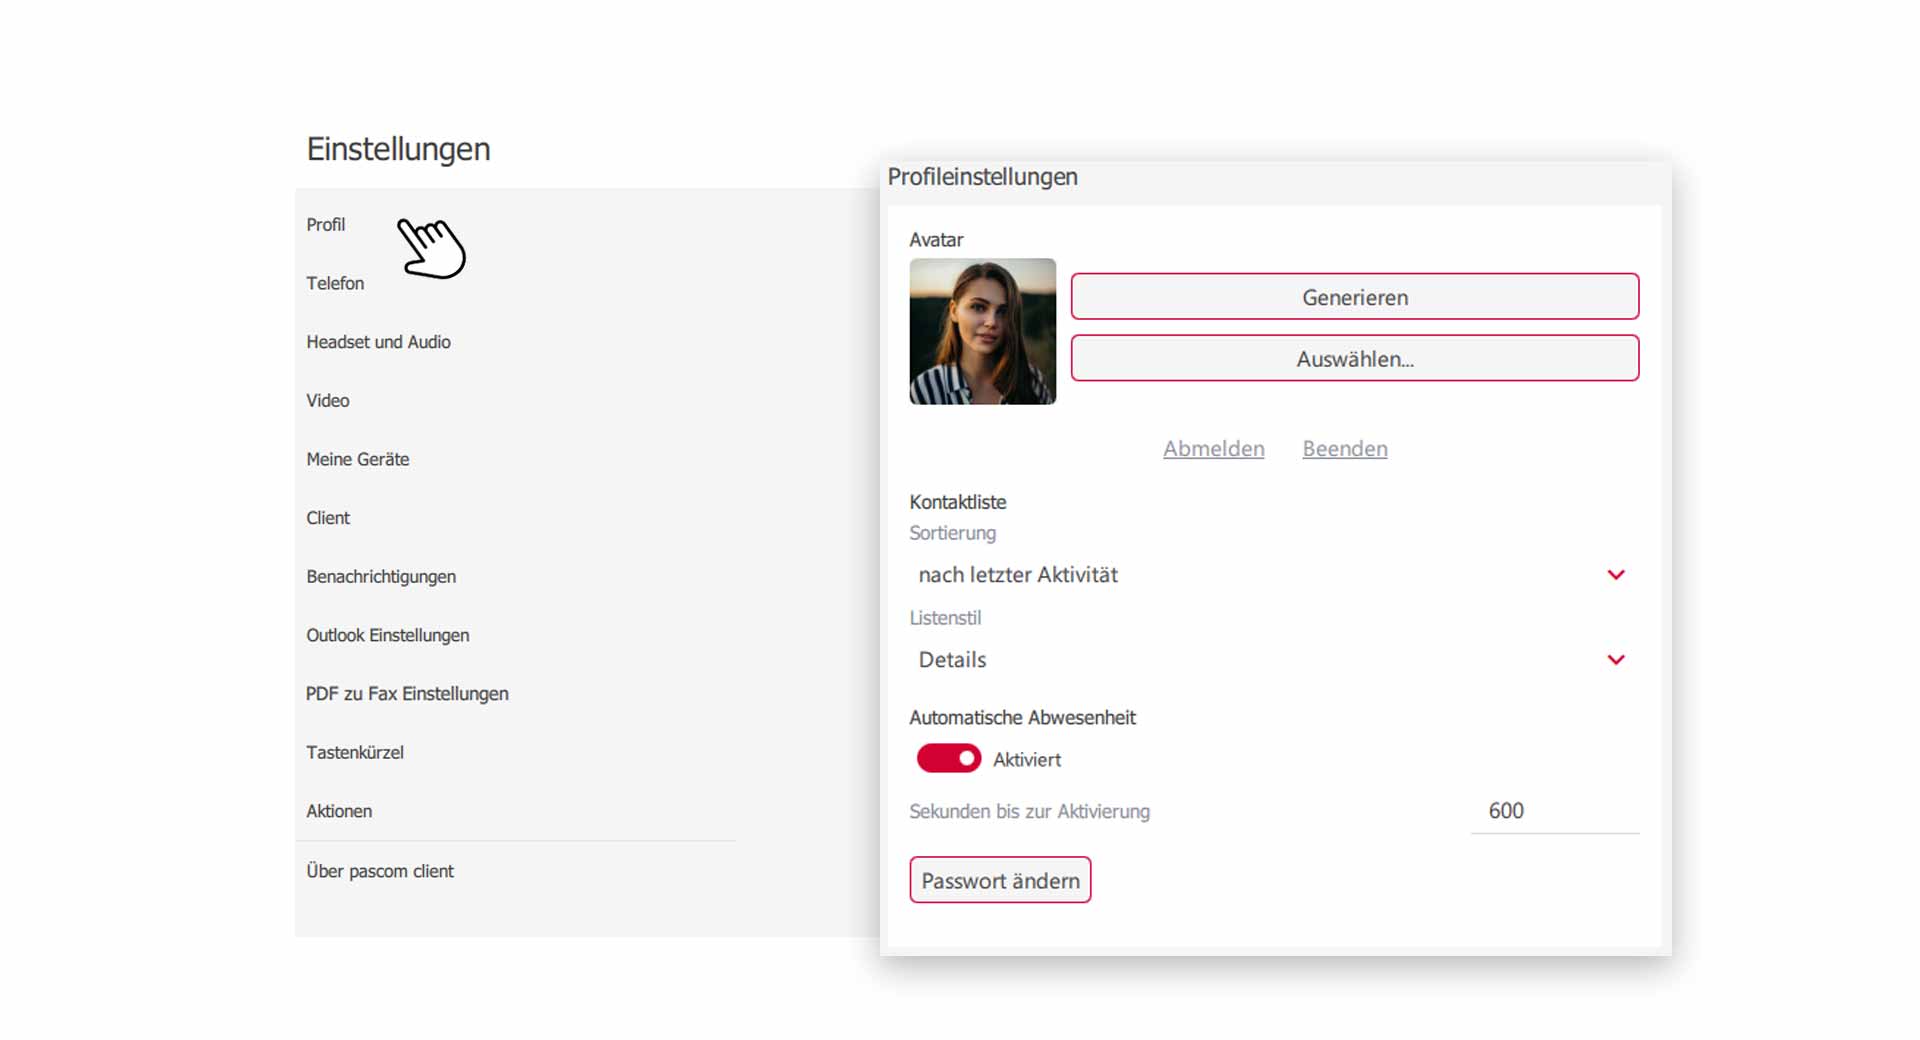 Einstellungen
Profil
Telefon
Headset und Audio
Video
Meine Geräte
Client
Benachrichtigungen
Outlook Einstellungen
PDF zu Fax Einstellungen
Tastenkürzel
Aktionen
Über pascom client
Profileinstellungen
Avatar
Generieren
Auswählen...
Abmelden Beenden
Kontaktliste
Sortierung
nach letzter Aktivität
Listenstil
Details
Automatische Abwesenheit
Aktiviert
Sekunden bis zur Aktivierung 600
Passwort ändern